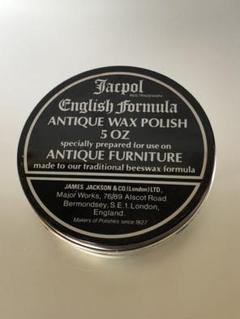 Jacpol
REG. TRADEMARK
English Formula
ANTIQUE WAX POLISH
5 OZ
specially prepared for use on
ANTIQUE FURNITURE
made to our traditional beeswax formula
JAMES JACKSON & CO (London) LTD.,
Major Works, 76/89 Alscot Road
Bermondsey, S.E.1. London,
England.
Makers of Polishes since 1827